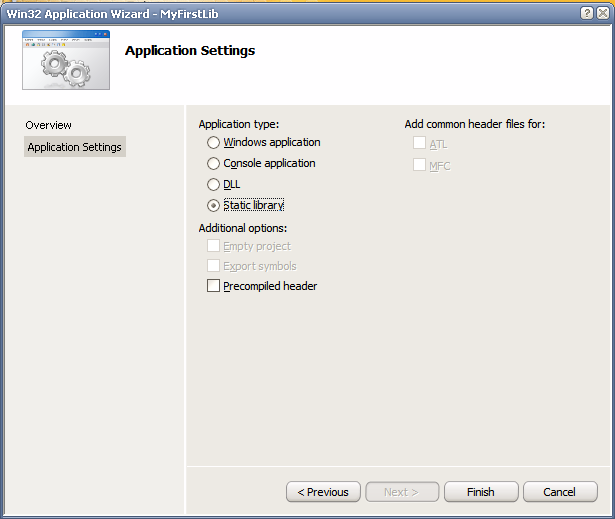 Win32 Application Wizard - MyFirstLib
Application Settings
Overview
Application Settings
Application type:
Windows application
Console application
DLL
Static library
Additional options:
Empty project
Export symbols
Precompiled header
Add common header files for:
ATL
MFC
< Previous
Next >
Finish
Cancel